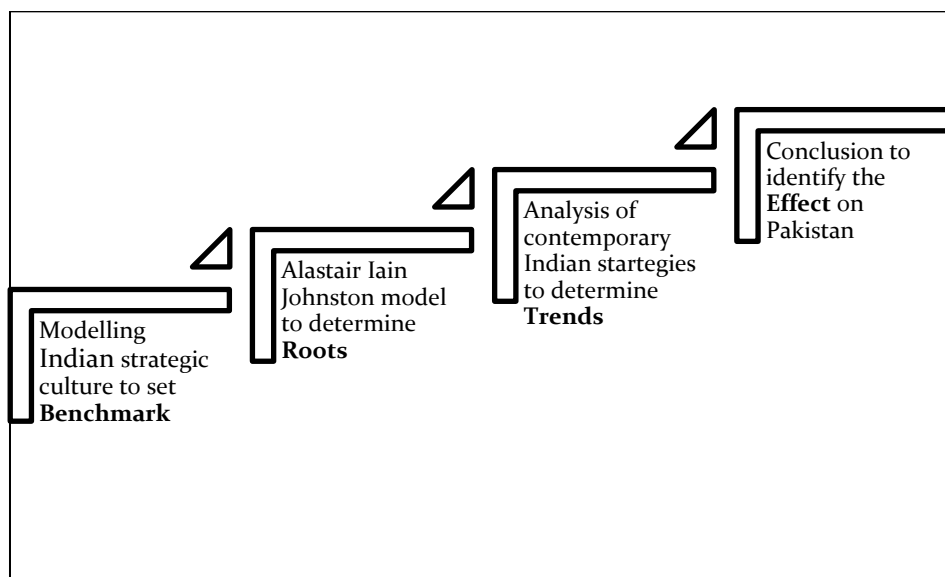 Modelling
Indian strategic
culture to set
Benchmark
Alastair Iain
Johnston model
to determine
Roots
Analysis of
contemporary
Indian startegies
to determine
Trends
Conclusion to
identify the
Effect on
Pakistan